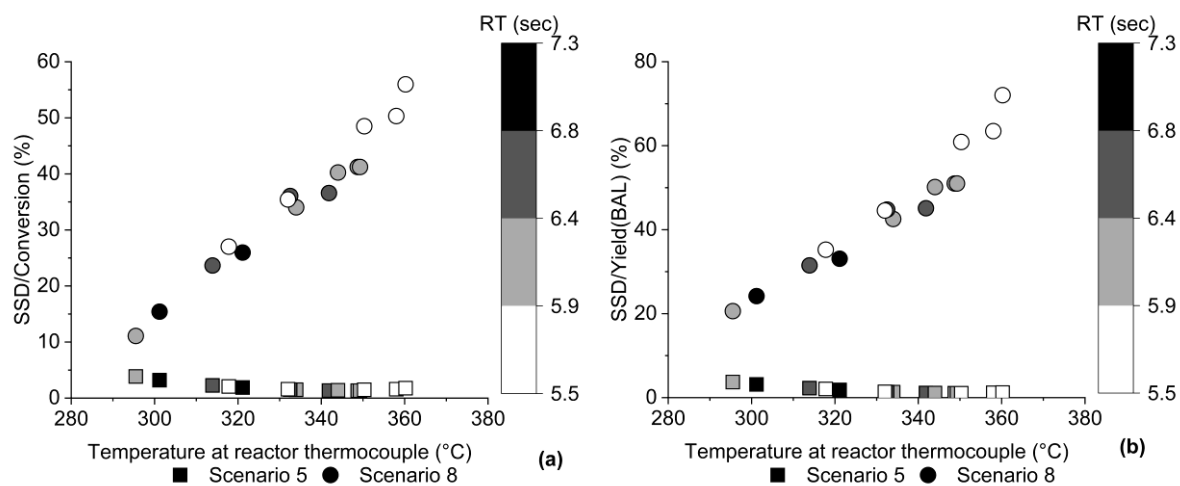 RT (sec)
7.3
6.8
6.4
5.9
5.5
SSD/Conversion (%)
60
50
40
30
20
10
0
280 300 320 340 360 380
Temperature at reactor thermocouple (°C)
(a)
Scenario 5 Scenario 8
RT (sec)
7.3
6.8
6.4
5.9
5.5
SSD/Yield(BAL) (%)
80
60
40
20
0
280 300 320 340 360 380
Temperature at reactor thermocouple (°C)
(b)
Scenario 5 Scenario 8